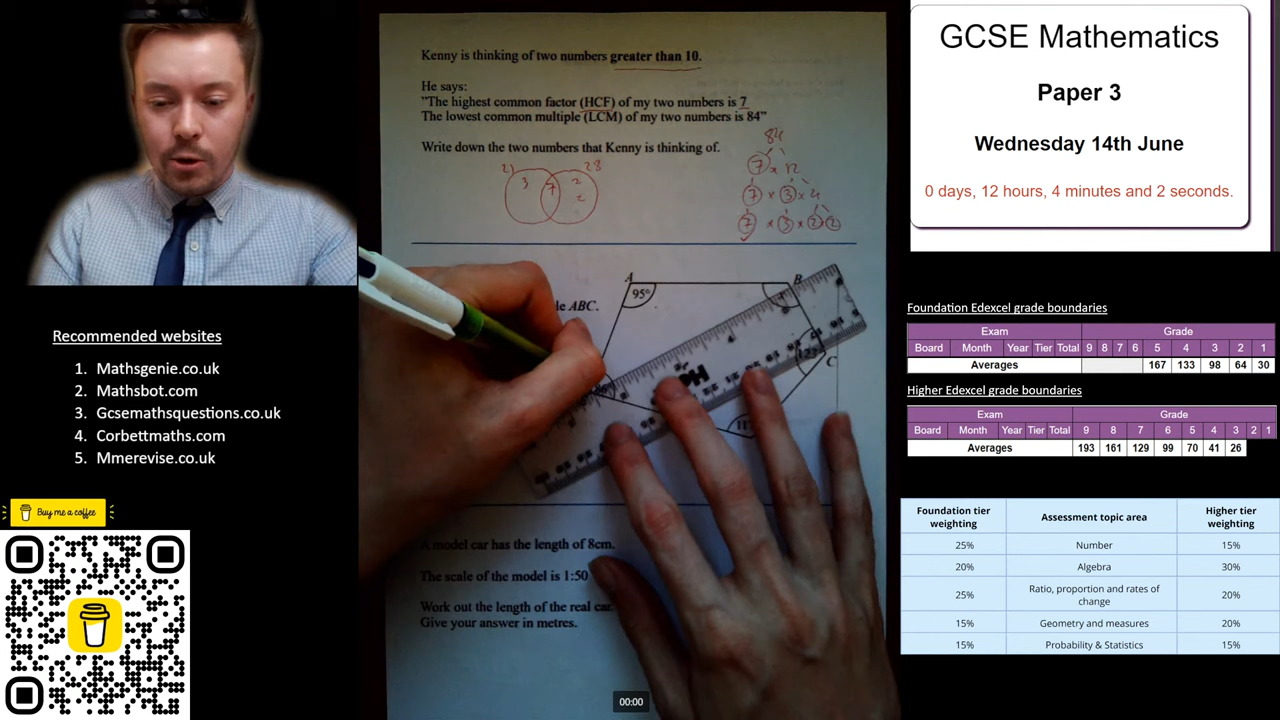 Recommended websites
1. Mathsgenie.co.uk
2. Mathsbot.com
3. Gcsemathsquestions.co.uk
4. Corbettmaths.com
5. Mmerevise.co.uk
Buy me a coffee
Kenny is thinking of two numbers greater than 10.
He says:
"The highest common factor (HCF) of my two numbers is 7
The lowest common multiple (LCM) of my two numbers is 84"
Write down the two numbers that Kenny is thinking of.
21 28
3 7 2
2
84
7 x 12
7 x 3 x 4
7 x 3 x 2 x 2
le ABC.
A B
95°
C
A model car has the length of 8cm.
The scale of the model is 1:50
Work out the length of the real car.
Give your answer in metres.
00:00
GCSE Mathematics
Paper 3
Wednesday 14th June
0 days, 12 hours, 4 minutes and 2 seconds.
Foundation Edexcel grade boundaries
Exam Grade
Board Month Year Tier Total 9 8 7 6 5 4 3 2 1
Averages 167 133 98 64 30
Higher Edexcel grade boundaries
Exam Grade
Board Month Year Tier Total 9 8 7 6 5 4 3 2 1
Averages 193 161 129 99 70 41 26
Foundation tier weighting Assessment topic area Higher tier weighting
25% Number 15%
20% Algebra 30%
25% Ratio, proportion and rates of change 20%
15% Geometry and measures 20%
15% Probability & Statistics 15%